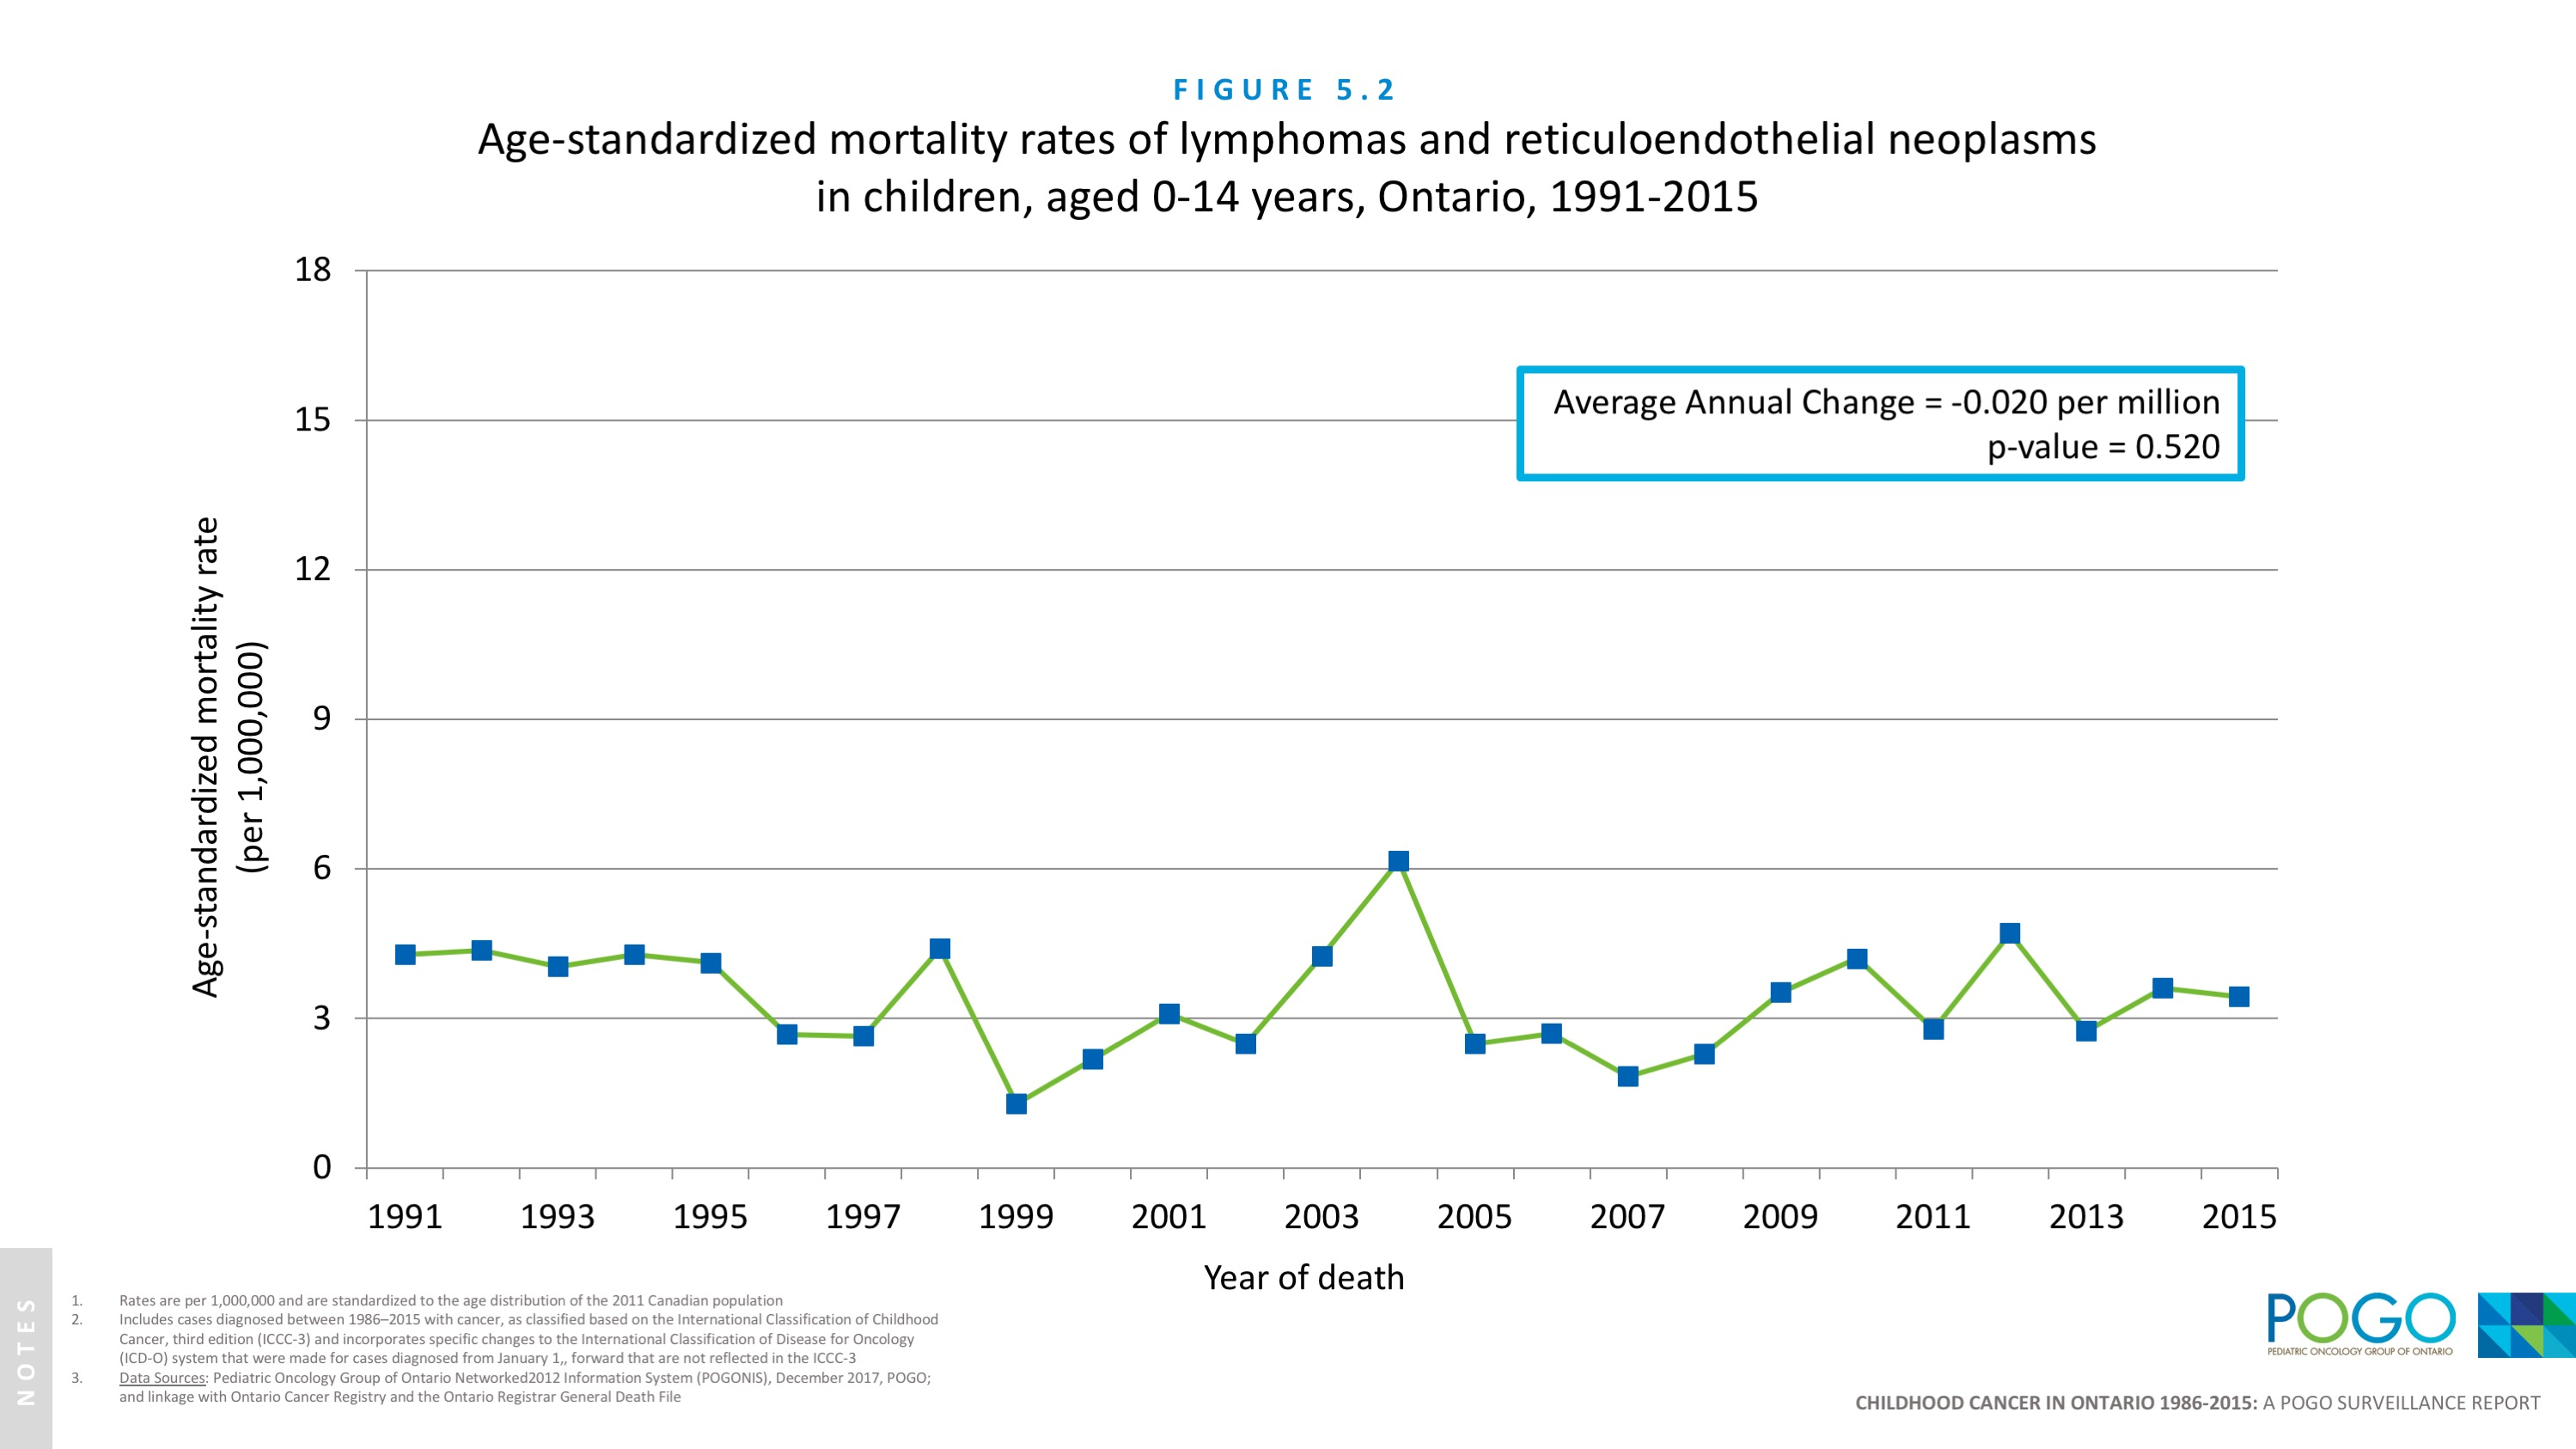 FIGURE 5.2
Age-standardized mortality rates of lymphomas and reticuloendothelial neoplasms
in children, aged 0-14 years, Ontario, 1991-2015
18
15
12
9
6
3
0
Age-standardized mortality rate
(per 1,000,000)
Average Annual Change = -0.020 per million
p-value = 0.520
1991 1993 1995 1997 1999 2001 2003 2005 2007 2009 2011 2013 2015
Year of death
NOTES
1. Rates are per 1,000,000 and are standardized to the age distribution of the 2011 Canadian population
2. Includes cases diagnosed between 1986–2015 with cancer, as classified based on the International Classification of Childhood
Cancer, third edition (ICCC-3) and incorporates specific changes to the International Classification of Disease for Oncology
(ICD-O) system that were made for cases diagnosed from January 1,, forward that are not reflected in the ICCC-3
3. Data Sources: Pediatric Oncology Group of Ontario Networked2012 Information System (POGONIS), December 2017, POGO;
and linkage with Ontario Cancer Registry and the Ontario Registrar General Death File
POGO
PEDIATRIC ONCOLOGY GROUP OF ONTARIO
CHILDHOOD CANCER IN ONTARIO 1986-2015: A POGO SURVEILLANCE REPORT